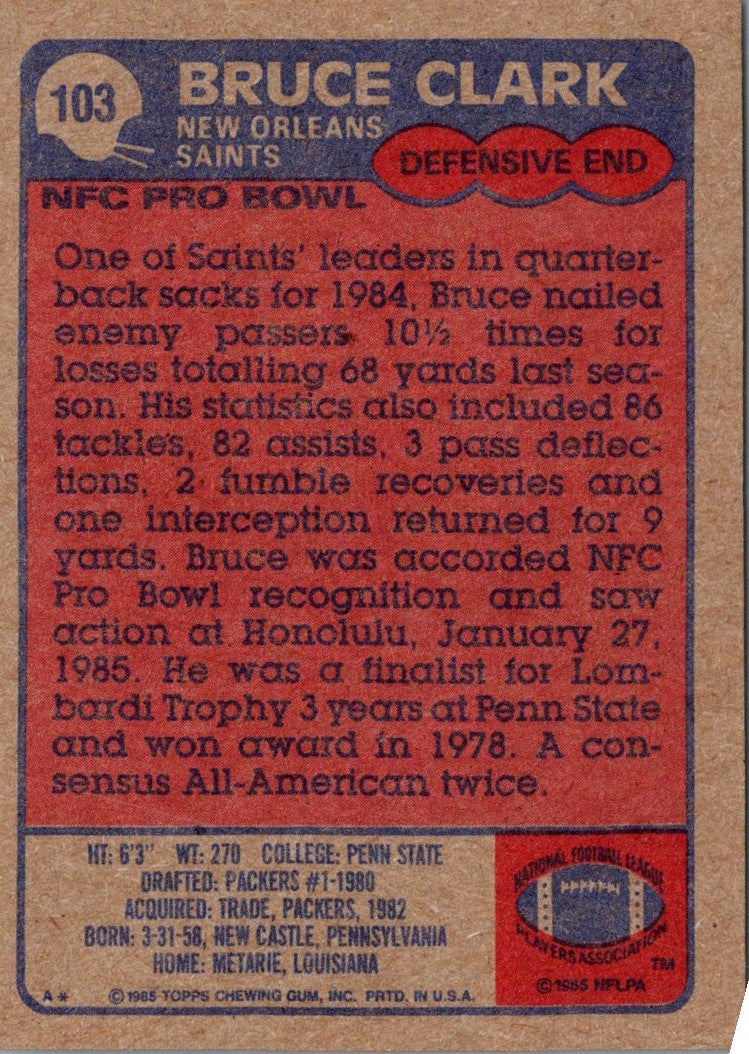 103
BRUCE CLARK
NEW ORLEANS
SAINTS
DEFENSIVE END
NFC PRO BOWL
One of Saints' leaders in quarter-
back sacks for 1984, Bruce nailed
enemy passers 10½ times for
losses totalling 68 yards last sea-
son. His statistics also included 86
tackles, 82 assists, 3 pass deflec-
tions, 2 fumble recoveries and
one interception returned for 9
yards. Bruce was accorded NFC
Pro Bowl recognition and saw
action at Honolulu, January 27,
1985. He was a finalist for Lom-
bardi Trophy 3 years at Penn State
and won award in 1978. A con-
sensus All-American twice.
HT: 6'3" WT: 270 COLLEGE: PENN STATE
DRAFTED: PACKERS #1-1980
ACQUIRED: TRADE, PACKERS, 1982
BORN: 3-31-58, NEW CASTLE, PENNSYLVANIA
HOME: METARIE, LOUISIANA
A* ©1985 TOPPS CHEWING GUM, INC. PRTD. IN U.S.A.
NATIONAL FOOTBALL LEAGUE
PLAYERS ASSOCIATION
TM
©1985 NFLPA